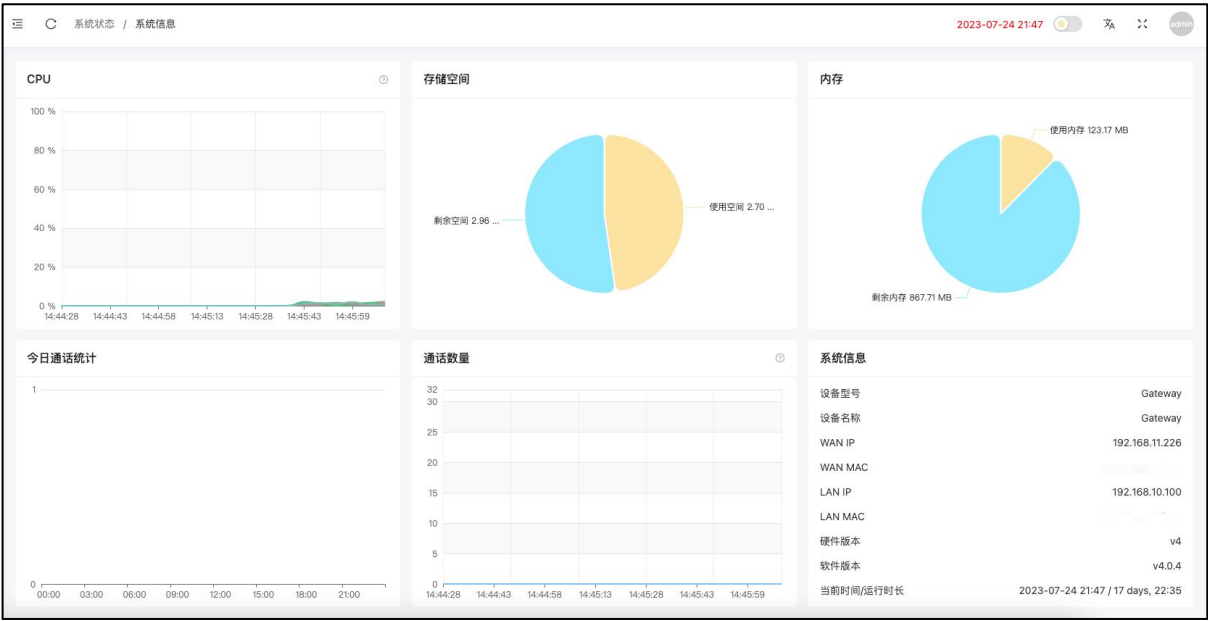 系统状态 / 系统信息
2023-07-24 21:47
admin
CPU
100 %
80 %
60 %
40 %
20 %
0 %
14:44:28 14:44:43 14:44:58 14:45:13 14:45:28 14:45:43 14:45:59
存储空间
剩余空间 2.96 ...
使用空间 2.70 ...
内存
使用内存 123.17 MB
剩余内存 867.71 MB
今日通话统计
1
0
00:00 03:00 06:00 09:00 12:00 15:00 18:00 21:00
通话数量
32
30
25
20
15
10
5
0
14:44:28 14:44:43 14:44:58 14:45:13 14:45:28 14:45:43 14:45:59
系统信息
设备型号 Gateway
设备名称 Gateway
WAN IP 192.168.11.226
WAN MAC
LAN IP 192.168.10.100
LAN MAC
硬件版本 v4
软件版本 v4.0.4
当前时间/运行时长 2023-07-24 21:47 / 17 days, 22:35